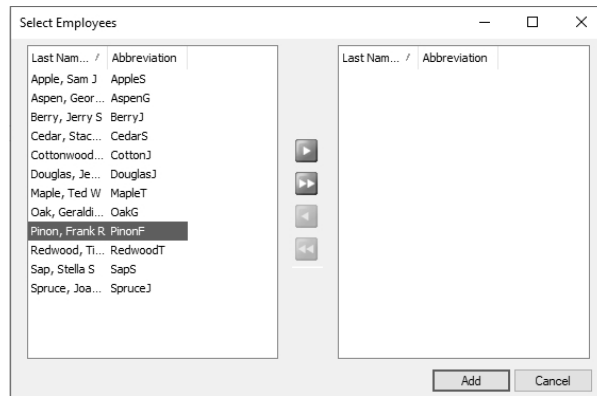 Select Employees
Last Nam... / Abbreviation
Apple, Sam J AppleS
Aspen, Geor... AspenG
Berry, Jerry S BerryJ
Cedar, Stac... CedarS
Cottonwood... CottonJ
Douglas, Je... DouglasJ
Maple, Ted W MapleT
Oak, Geraldi... OakG
Pinon, Frank R PinonF
Redwood, Ti... RedwoodT
Sap, Stella S SapS
Spruce, Joa... SpruceJ
Last Nam... / Abbreviation
Add Cancel